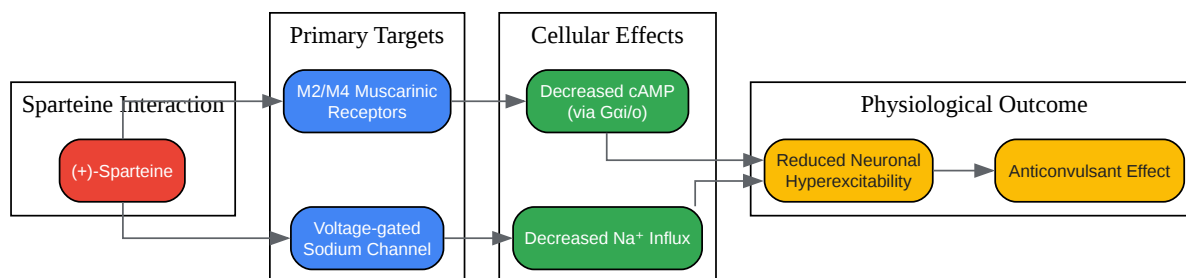 Sparteine Interaction
(+)-Sparteine
Primary Targets
M2/M4 Muscarinic
Receptors
Voltage-gated
Sodium Channel
Cellular Effects
Decreased cAMP
(via Gαi/o)
Decreased Na⁺ Influx
Physiological Outcome
Reduced Neuronal
Hyperexcitability
Anticonvulsant Effect